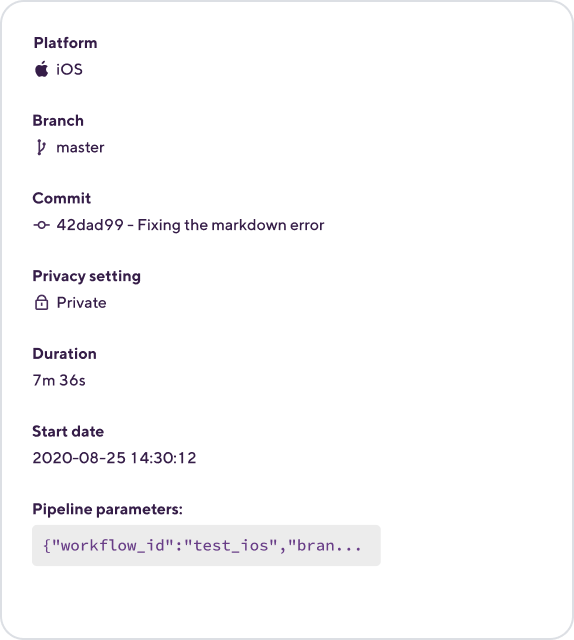 Platform
iOS
Branch
master
Commit
42dad99 - Fixing the markdown error
Privacy setting
Private
Duration
7m 36s
Start date
2020-08-25 14:30:12
Pipeline parameters:
{"workflow_id":"test_ios","bran...